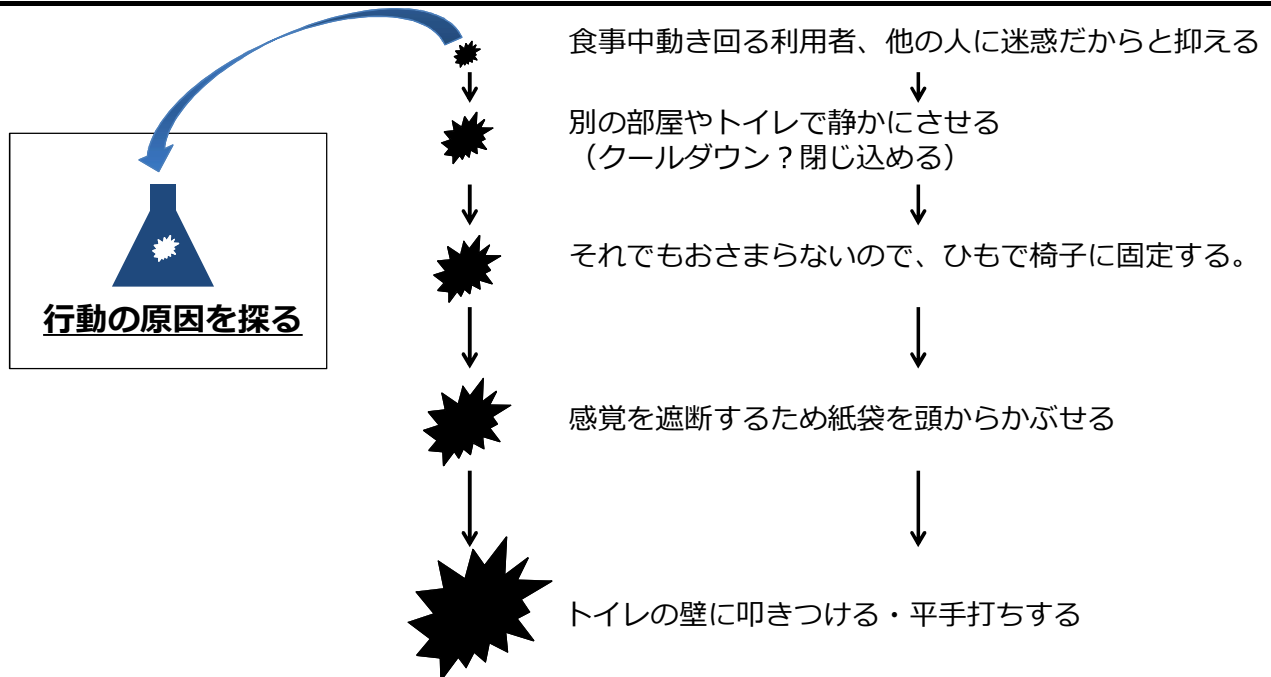 食事中動き回る利用者、他の人に迷惑だからと抑える
別の部屋やトイレで静かにさせる
（クールダウン？閉じ込める）
それでもおさまらないので、ひもで椅子に固定する。
行動の原因を探る
感覚を遮断するため紙袋を頭からかぶせる
トイレの壁に叩きつける・平手打ちする